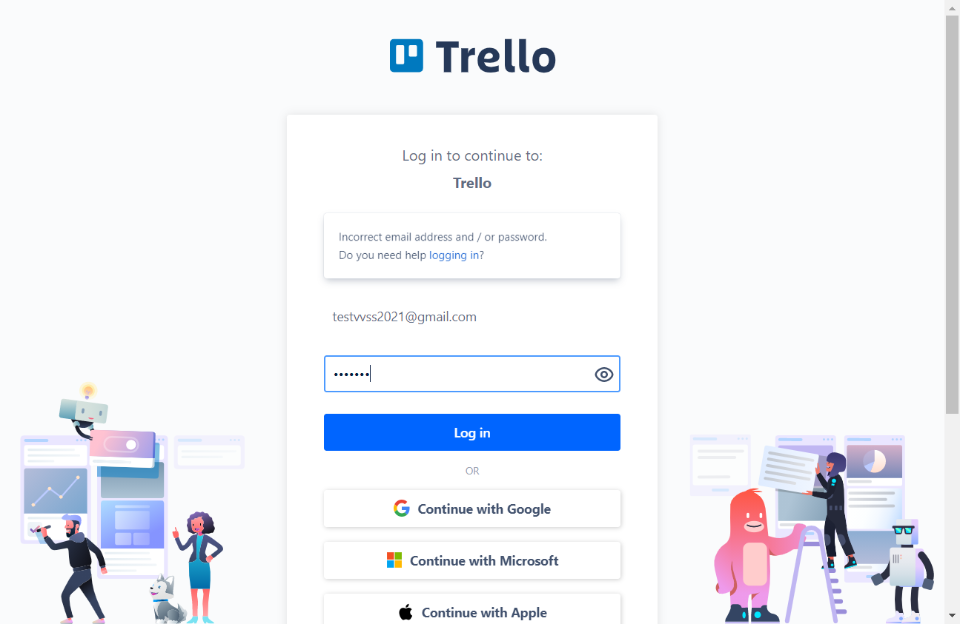 Trello
Log in to continue to:
Trello
Incorrect email address and / or password.
Do you need help logging in?
testvvss2021@gmail.com
•••••••
Log in
OR
Continue with Google
Continue with Microsoft
Continue with Apple